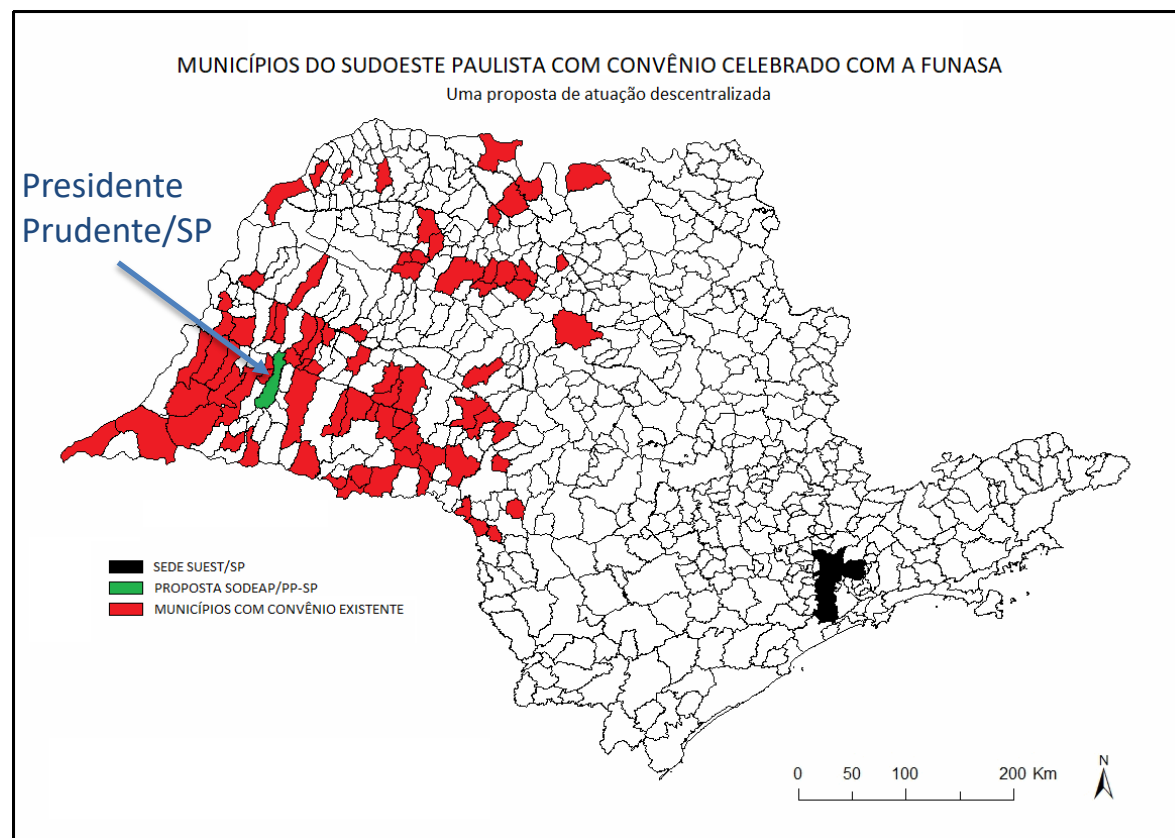 MUNICÍPIOS DO SUDOESTE PAULISTA COM CONVÊNIO CELEBRADO COM A FUNASA
Uma proposta de atuação descentralizada
Presidente
Prudente/SP
SEDE SUEST/SP
PROPOSTA SODEAP/PP-SP
MUNICÍPIOS COM CONVÊNIO EXISTENTE
0 50 100 200 Km
N